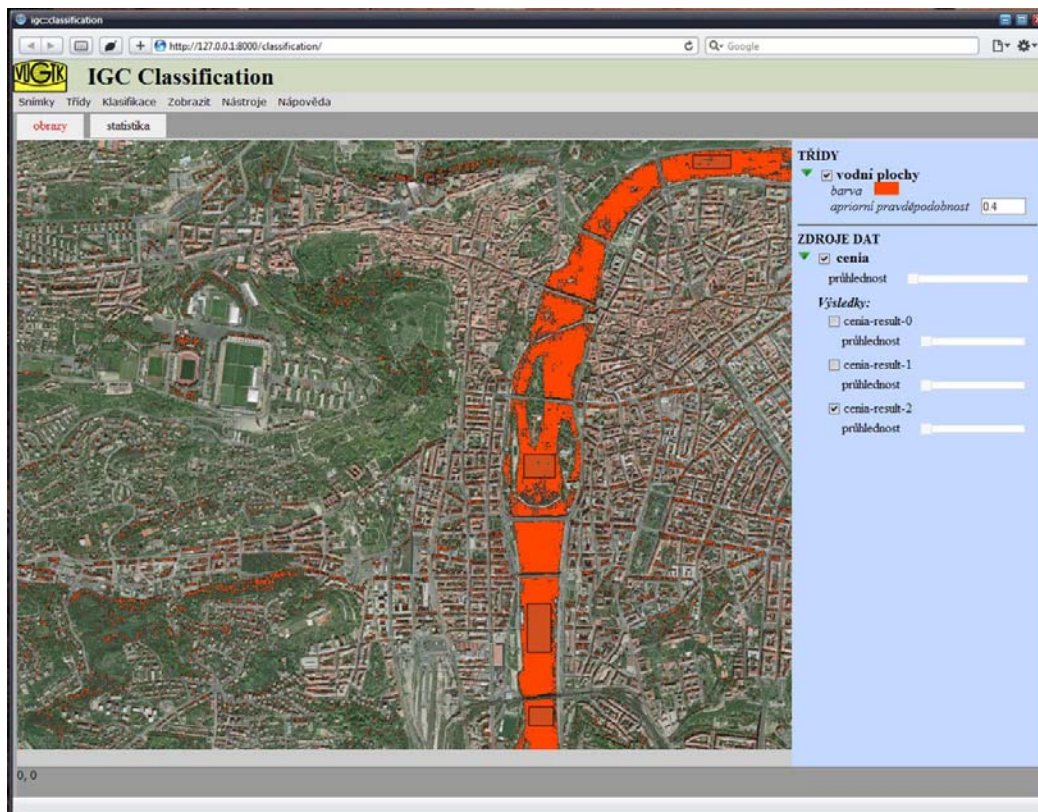 igc::classification
http://127.0.0.1:8000/classification/
Google
VÚGTK
IGC Classification
Snímky Třídy Klasifikace Zobrazit Nástroje Nápověda
obrazy statistika
TŘÍDY
vodní plochy
barva
apriorní pravděpodobnost 0.4
ZDROJE DAT
cenia
průhlednost
Výsledky:
cenia-result-0
průhlednost
cenia-result-1
průhlednost
cenia-result-2
průhlednost
0, 0